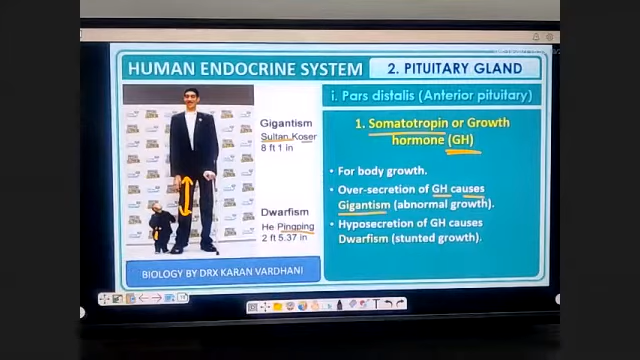 HUMAN ENDOCRINE SYSTEM
2. PITUITARY GLAND
i. Pars distalis (Anterior pituitary)
Gigantism
Sultan Koser
8 ft 1 in
Dwarfism
He Pingping
2 ft 5.37 in
BIOLOGY BY DRX KARAN VARDHANI
1. Somatotropin or Growth
hormone (GH)
• For body growth.
• Over-secretion of GH causes
Gigantism (abnormal growth).
• Hyposecretion of GH causes
Dwarfism (stunted growth).